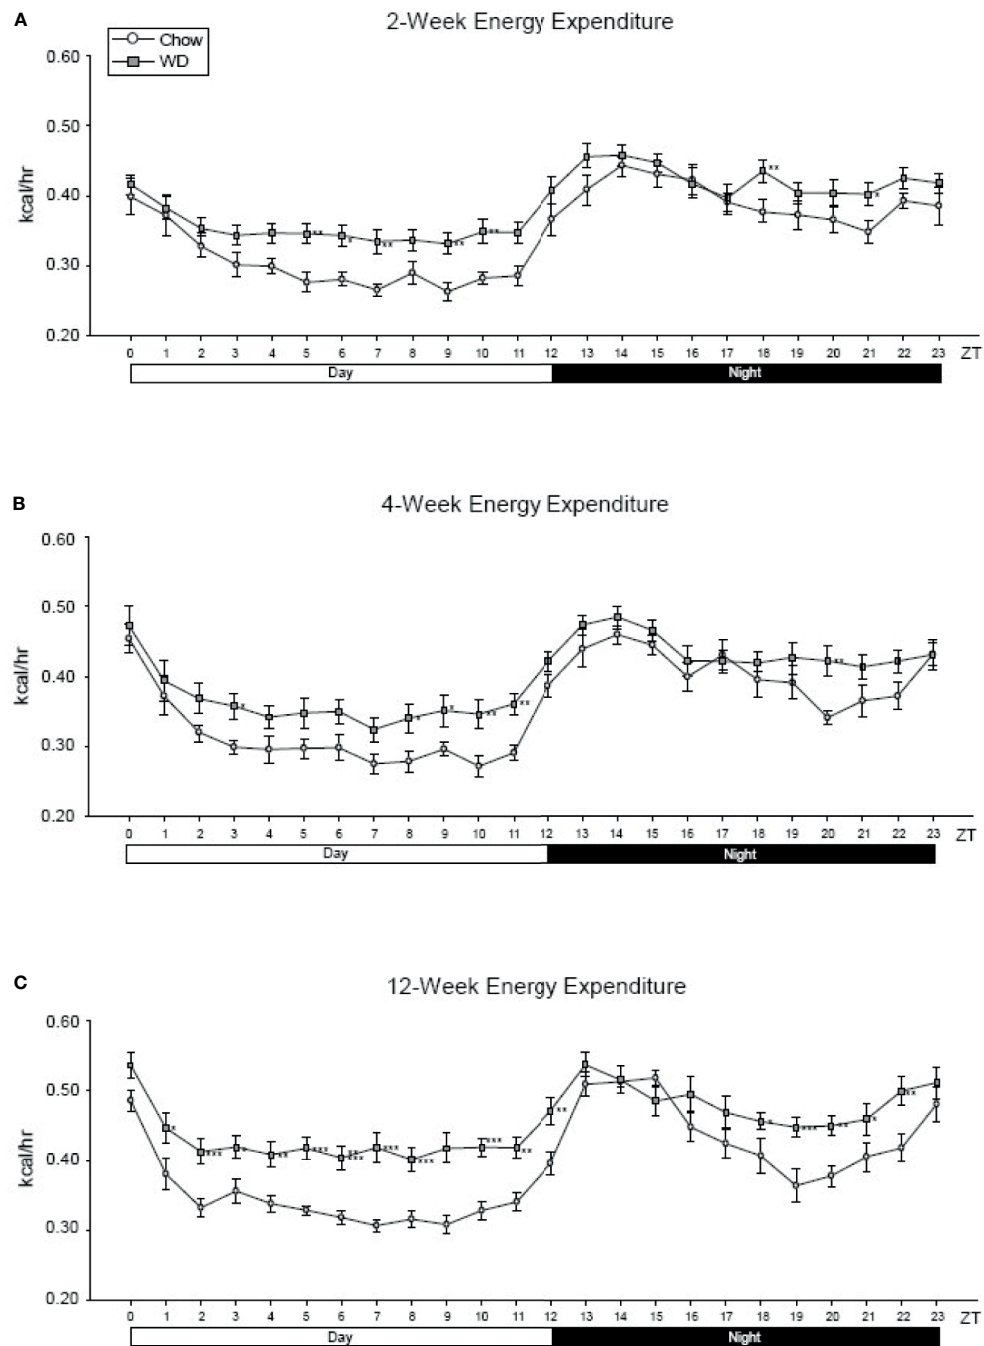 A
2-Week Energy Expenditure
Chow
WD
kcal/hr
0.60
0.50
0.40
0.30
0.20
** * ** ** ** ** *
0 1 2 3 4 5 6 7 8 9 10 11 12 13 14 15 16 17 18 19 20 21 22 23 ZT
Day Night
B
4-Week Energy Expenditure
kcal/hr
0.60
0.50
0.40
0.30
0.20
* * * ** ** **
0 1 2 3 4 5 6 7 8 9 10 11 12 13 14 15 16 17 18 19 20 21 22 23 ZT
Day Night
C
12-Week Energy Expenditure
kcal/hr
0.60
0.50
0.40
0.30
0.20
0 1 2 3 4 5 6 7 8 9 10 11 12 13 14 15 16 17 18 19 20 21 22 23 ZT
Day Night